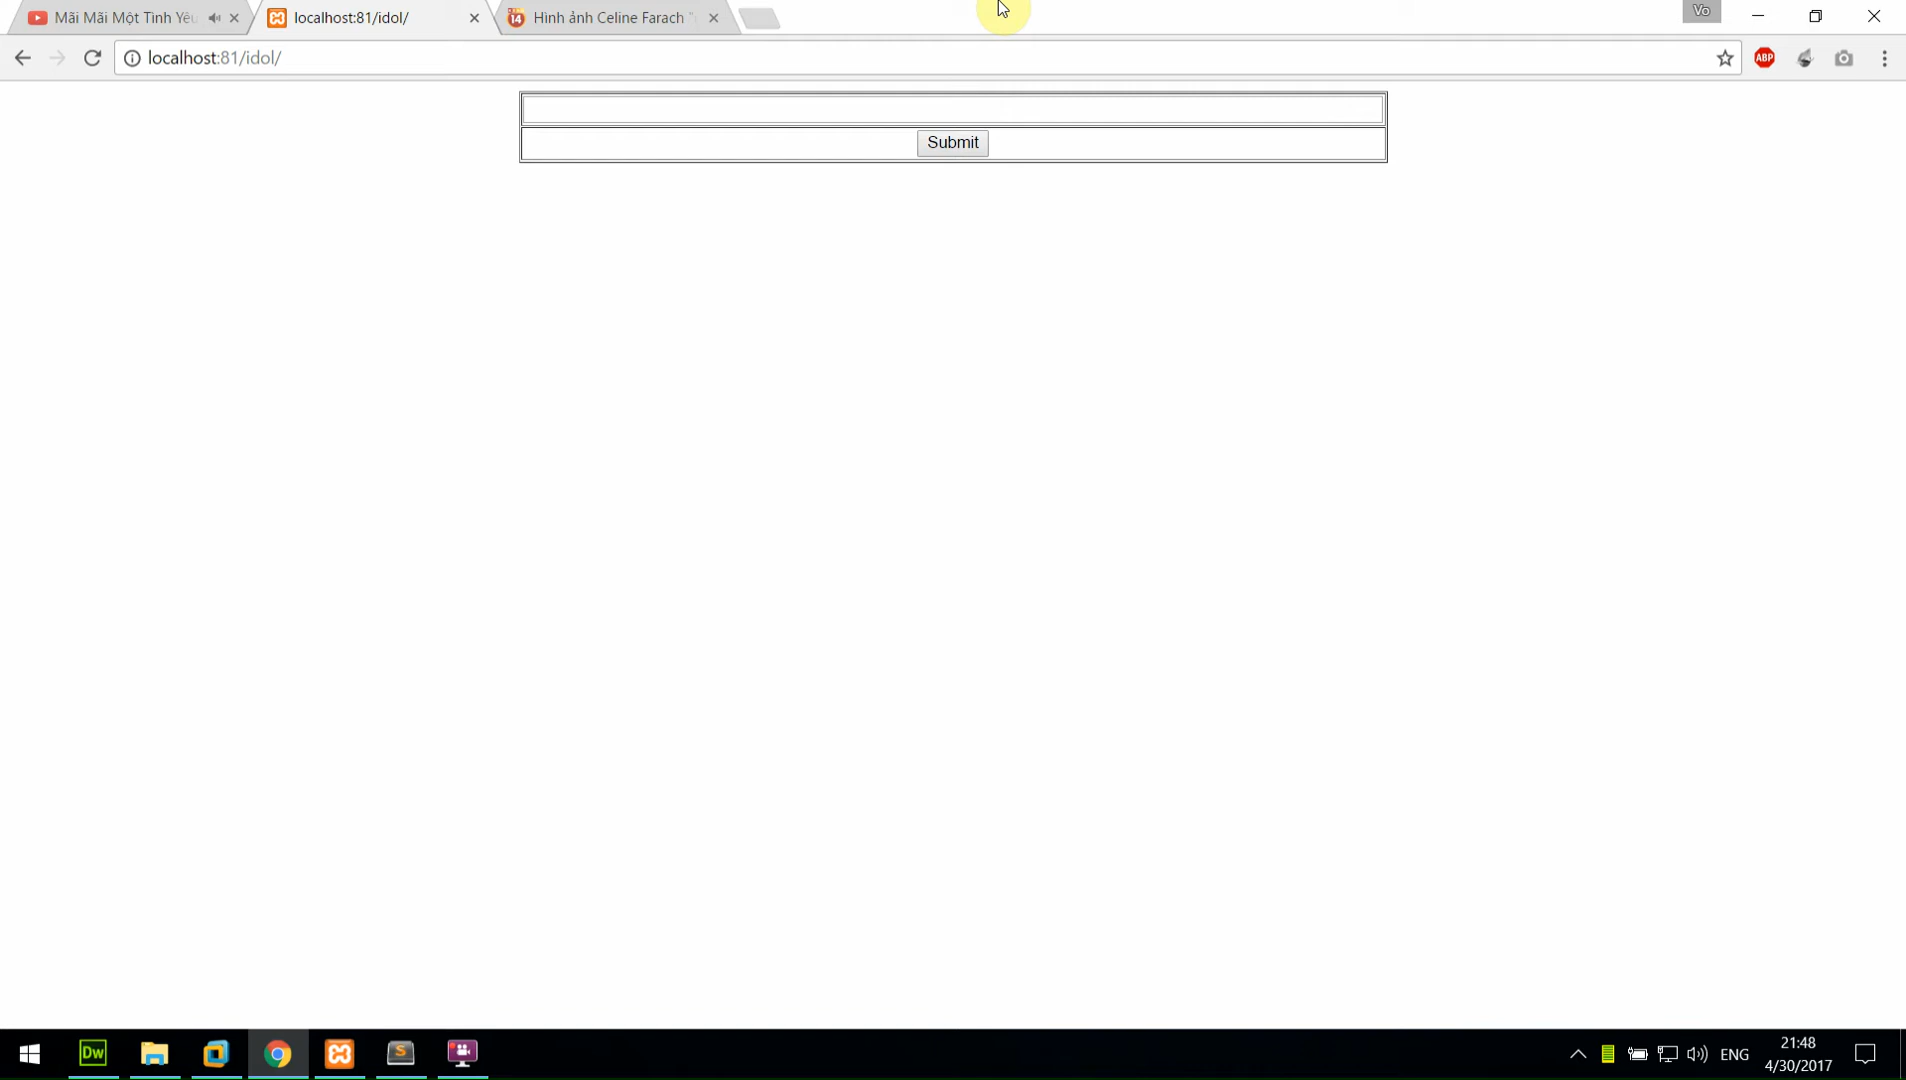 Mãi Mãi Một Tình Yêu
localhost:81/idol/
14
Hình ảnh Celine Farach "
Vo
localhost:81/idol/
ABP
Submit
Dw
S
ENG
21:48
4/30/2017